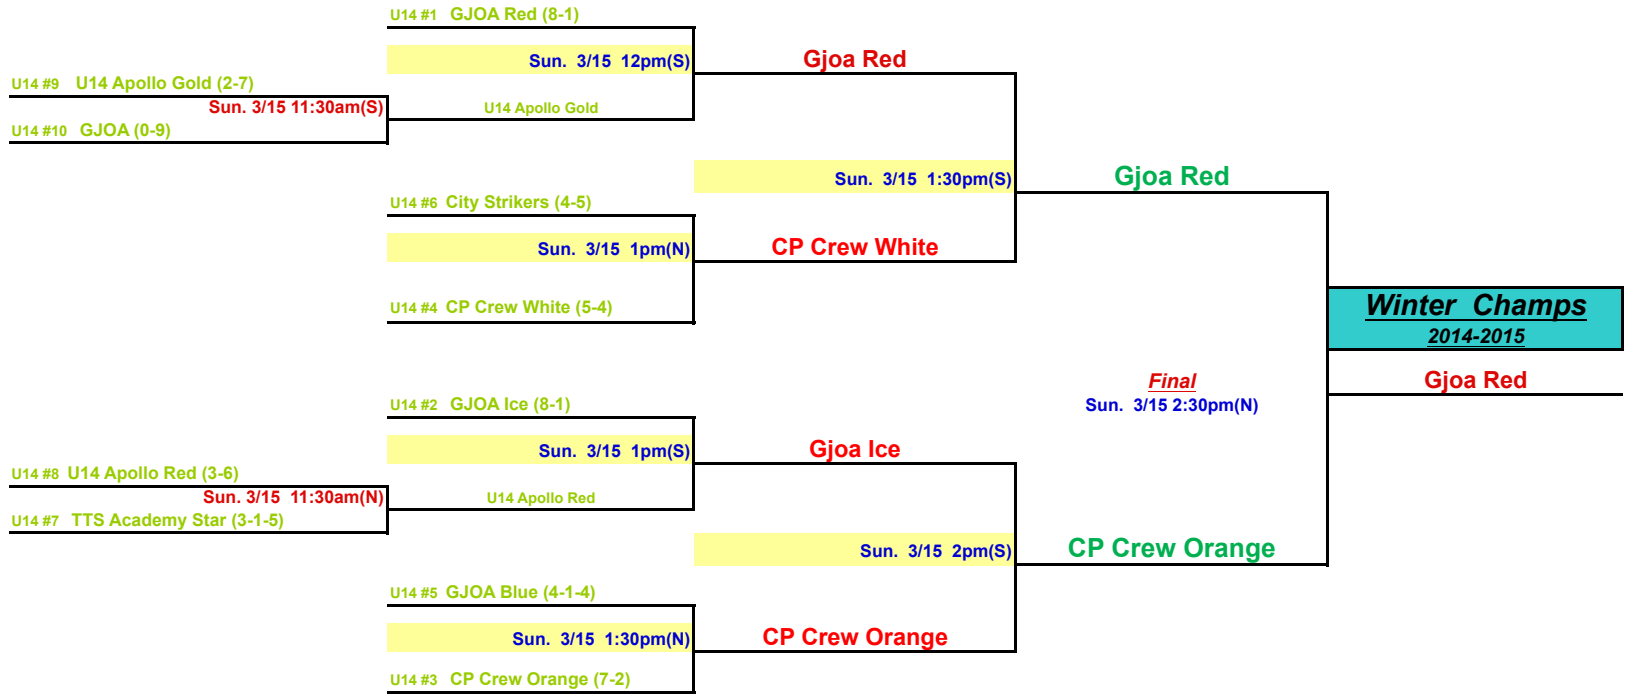 U14 #1 GJOA Red (8-1)
Sun. 3/15 12pm(S)
Gjoa Red
U14 #9 U14 Apollo Gold (2-7)
Sun. 3/15 11:30am(S)
U14 Apollo Gold
U14 #10 GJOA (0-9)
Sun. 3/15 1:30pm(S)
Gjoa Red
U14 #6 City Strikers (4-5)
Sun. 3/15 1pm(N)
CP Crew White
U14 #4 CP Crew White (5-4)
Winter Champs
2014-2015
Final
Gjoa Red
Sun. 3/15 2:30pm(N)
U14 #2 GJOA Ice (8-1)
Sun. 3/15 1pm(S)
Gjoa Ice
U14 #8 U14 Apollo Red (3-6)
Sun. 3/15 11:30am(N)
U14 Apollo Red
U14 #7 TTS Academy Star (3-1-5)
Sun. 3/15 2pm(S)
CP Crew Orange
U14 #5 GJOA Blue (4-1-4)
Sun. 3/15 1:30pm(N)
CP Crew Orange
U14 #3 CP Crew Orange (7-2)